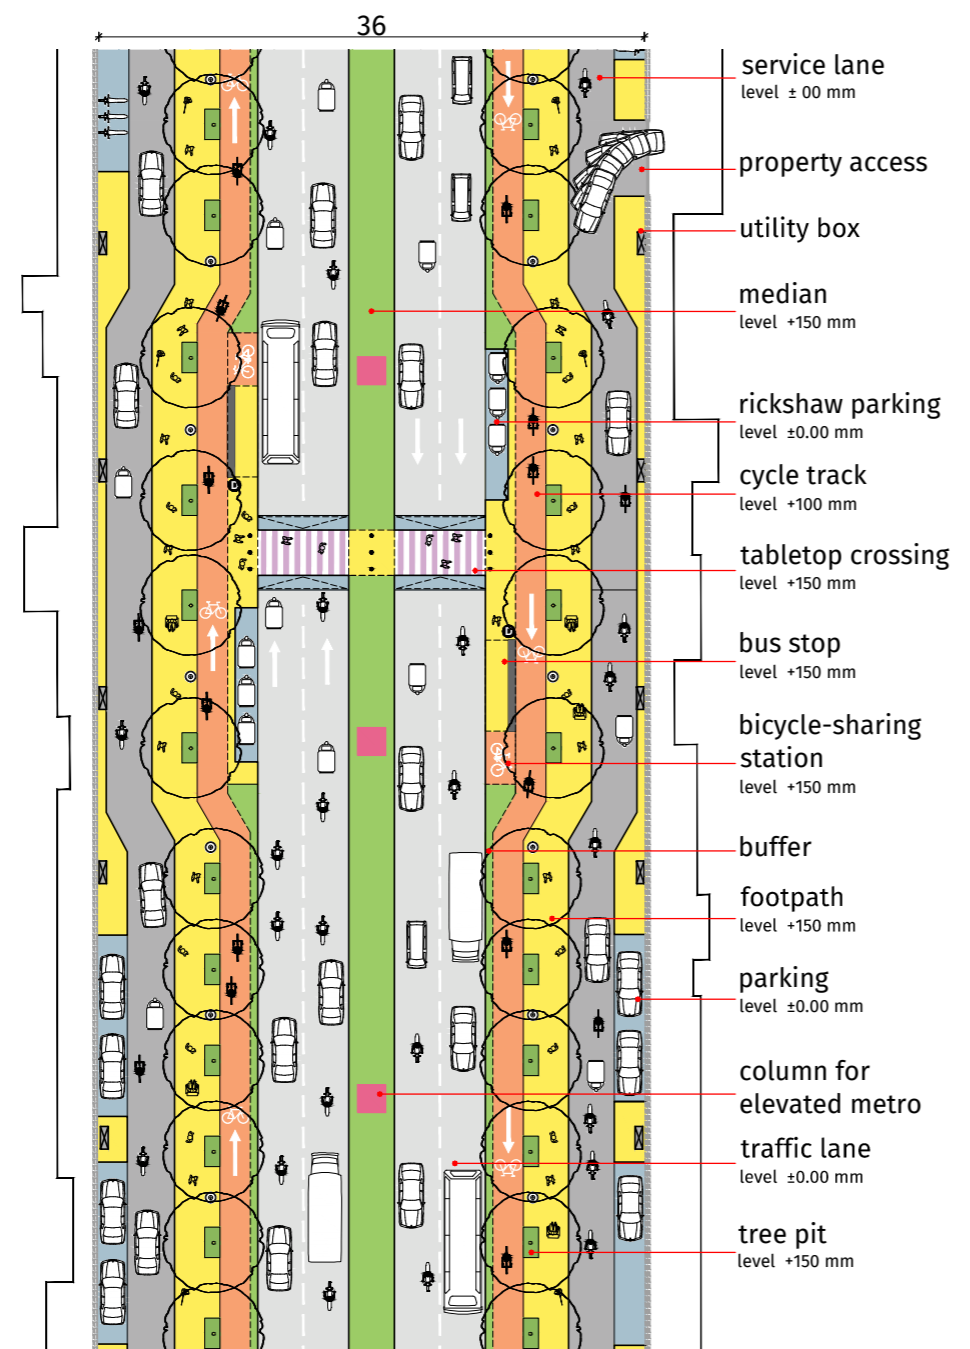 36
service lane
level ± 00 mm
property access
utility box
median
level +150 mm
rickshaw parking
level ±0.00 mm
cycle track
level +100 mm
tabletop crossing
level +150 mm
bus stop
level +150 mm
bicycle-sharing
station
level +150 mm
buffer
footpath
level +150 mm
parking
level ±0.00 mm
column for
elevated metro
traffic lane
level ±0.00 mm
tree pit
level +150 mm